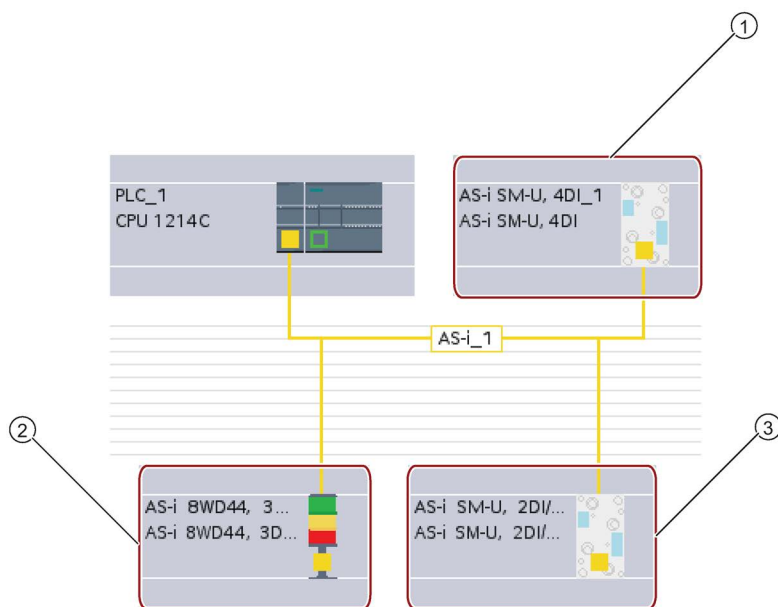 ①
PLC_1
CPU 1214C
AS-i SM-U, 4DI_1
AS-i SM-U, 4DI
AS-i_1
②
③
AS-i 8WD44, 3...
AS-i 8WD44, 3D...
AS-i SM-U, 2DI/...
AS-i SM-U, 2DI/...